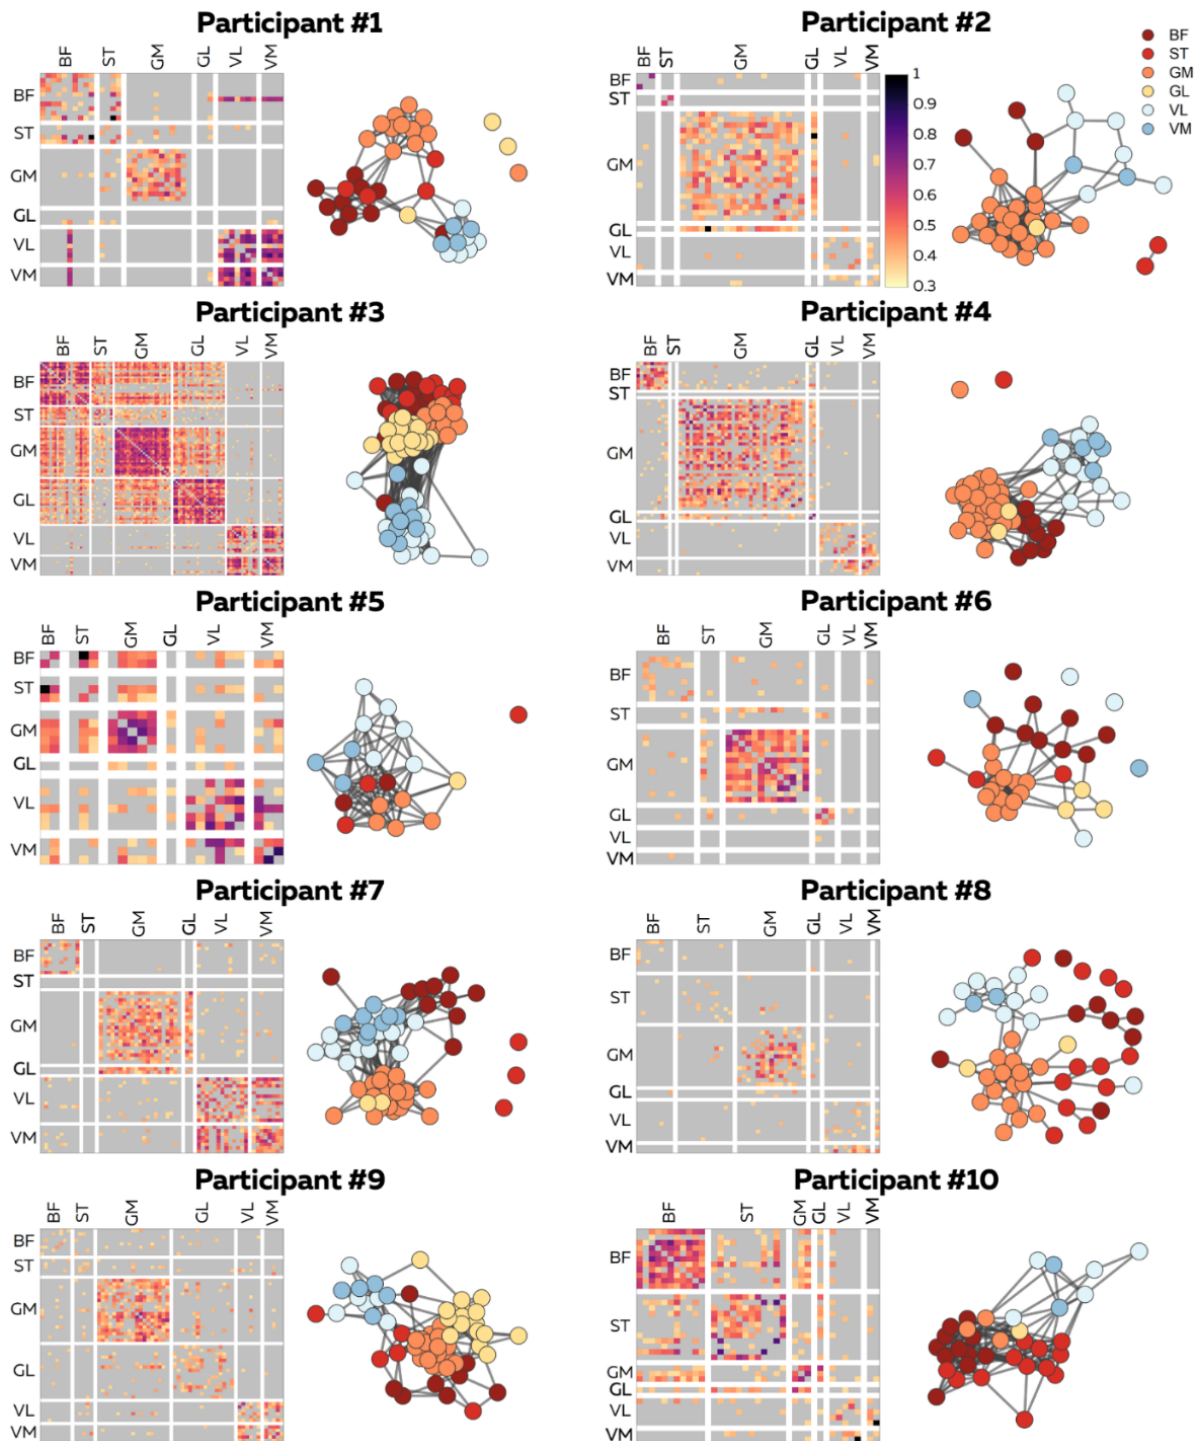 Participant #1
BF ST GM GL VL VM
BF
ST
GM
GL
VL
VM
Participant #2
BF ST GM GL VL VM
BF
ST
GM
GL
VL
VM
1
0.9
0.8
0.7
0.6
0.5
0.4
0.3
BF
ST
GM
GL
VL
VM
Participant #3
BF ST GM GL VL VM
BF
ST
GM
GL
VL
VM
Participant #4
BF ST GM GL VL VM
BF
ST
GM
GL
VL
VM
Participant #5
BF ST GM GL VL VM
BF
ST
GM
GL
VL
VM
Participant #6
BF ST GM GL VL VM
BF
ST
GM
GL
VL
VM
Participant #7
BF ST GM GL VL VM
BF
ST
GM
GL
VL
VM
Participant #8
BF ST GM GL VL VM
BF
ST
GM
GL
VL
VM
Participant #9
BF ST GM GL VL VM
BF
ST
GM
GL
VL
VM
Participant #10
BF ST GM GL VL VM
BF
ST
GM
GL
VL
VM